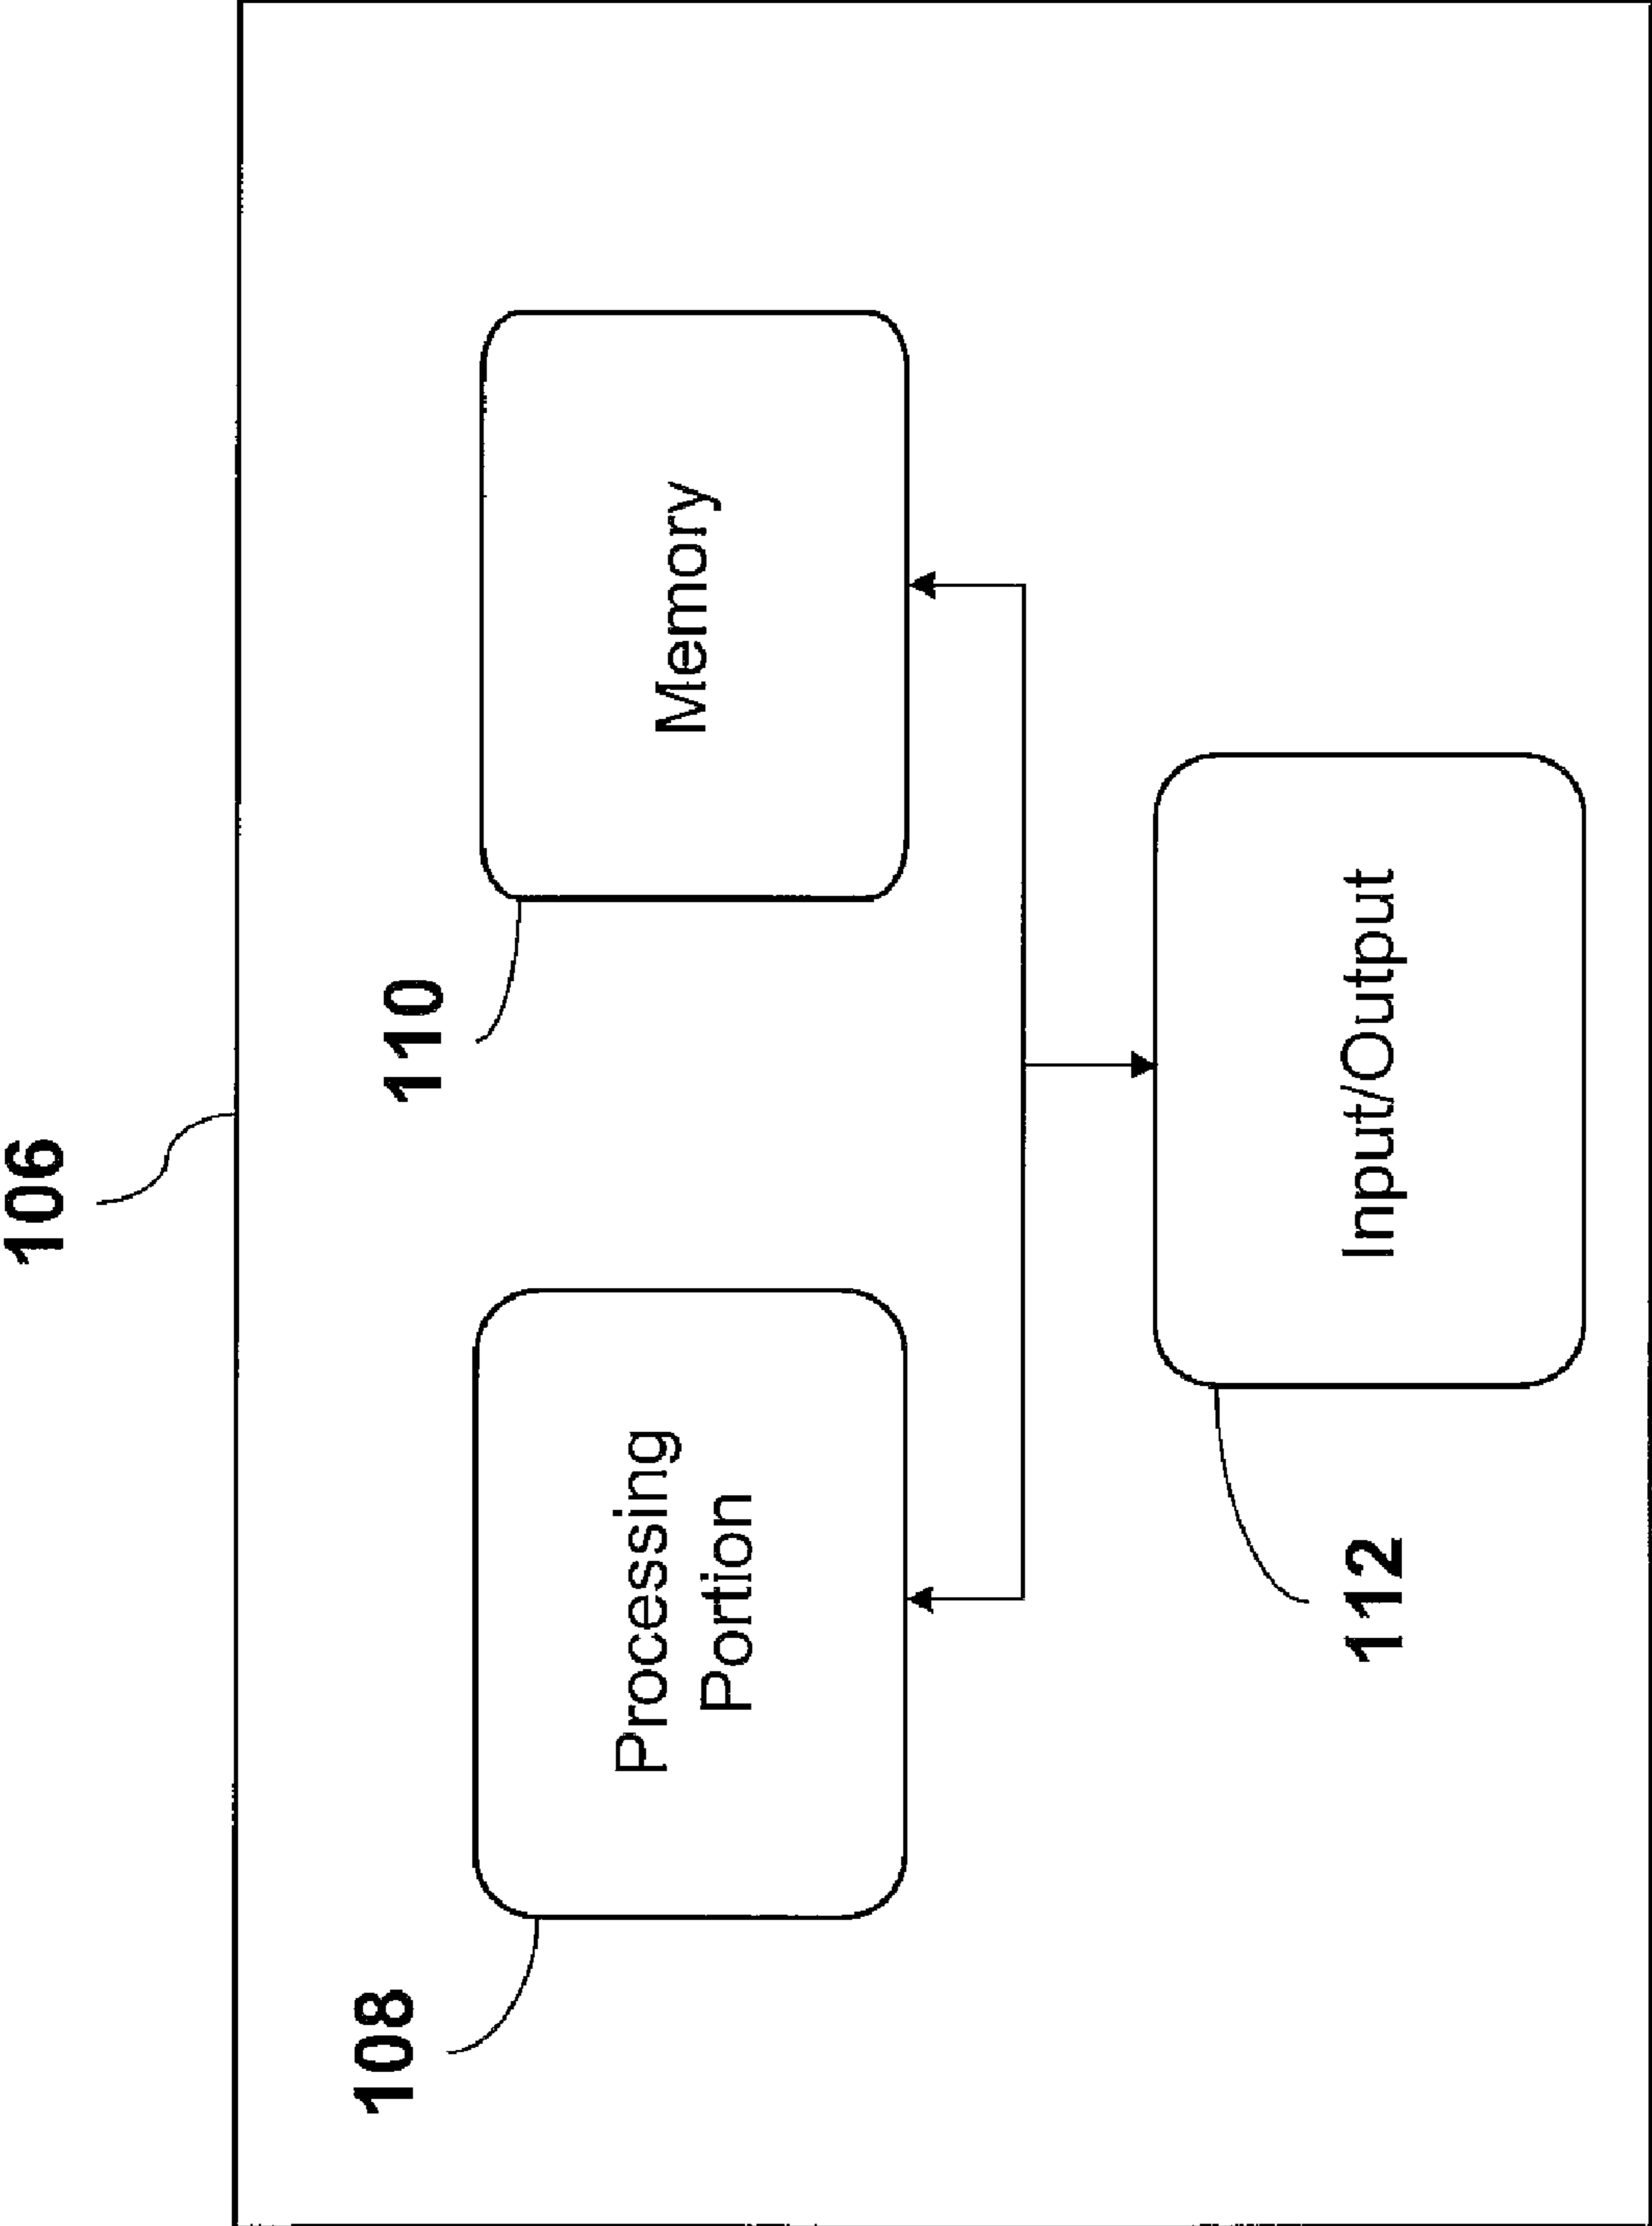 106
108
Processing
Portion
110
Memory
112
Input/Output